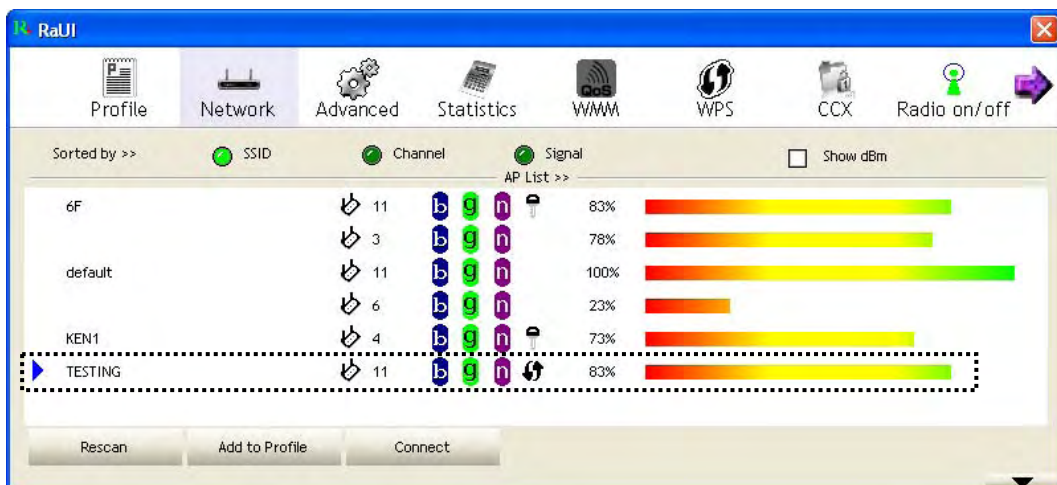 RaUI
Profile Network Advanced Statistics QoS WMM WPS CCX Radio on/off
Sorted by >> SSID Channel Signal Show dBm
AP List >>
6F 11 b g n 83%
3 b g n 78%
default 11 b g n 100%
6 b g n 23%
KEN1 4 b g n 73%
TESTING 11 b g n 83%
Rescan Add to Profile Connect